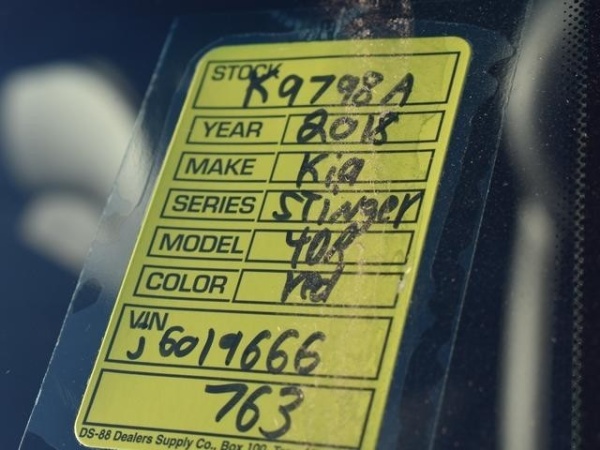 STOCK K9798A
YEAR 2018
MAKE Kia
SERIES STinger
MODEL 4DR
COLOR red
VIN J6019666
763
DS-88 Dealers Supply Co., Box 100,